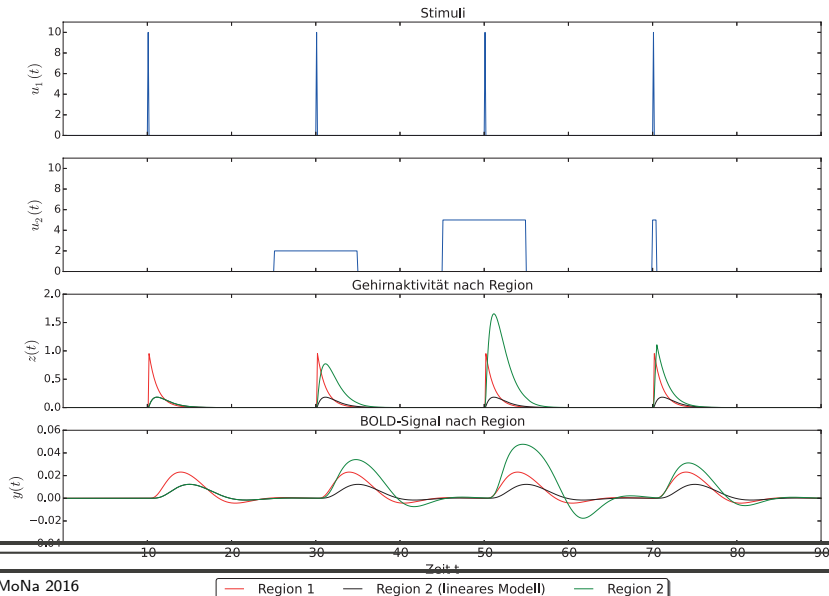 Stimuli
10
8
6
4
2
0
u₁(t)
10
8
6
4
2
0
u₂(t)
Gehirnaktivität nach Region
2.0
1.5
1.0
0.5
0.0
z(t)
BOLD-Signal nach Region
0.06
0.04
0.02
0.00
−0.02
y(t)
10 20 30 40 50 60 70 80 90
Zeit t
MoNa 2016
Region 1 Region 2 (lineares Modell) Region 2